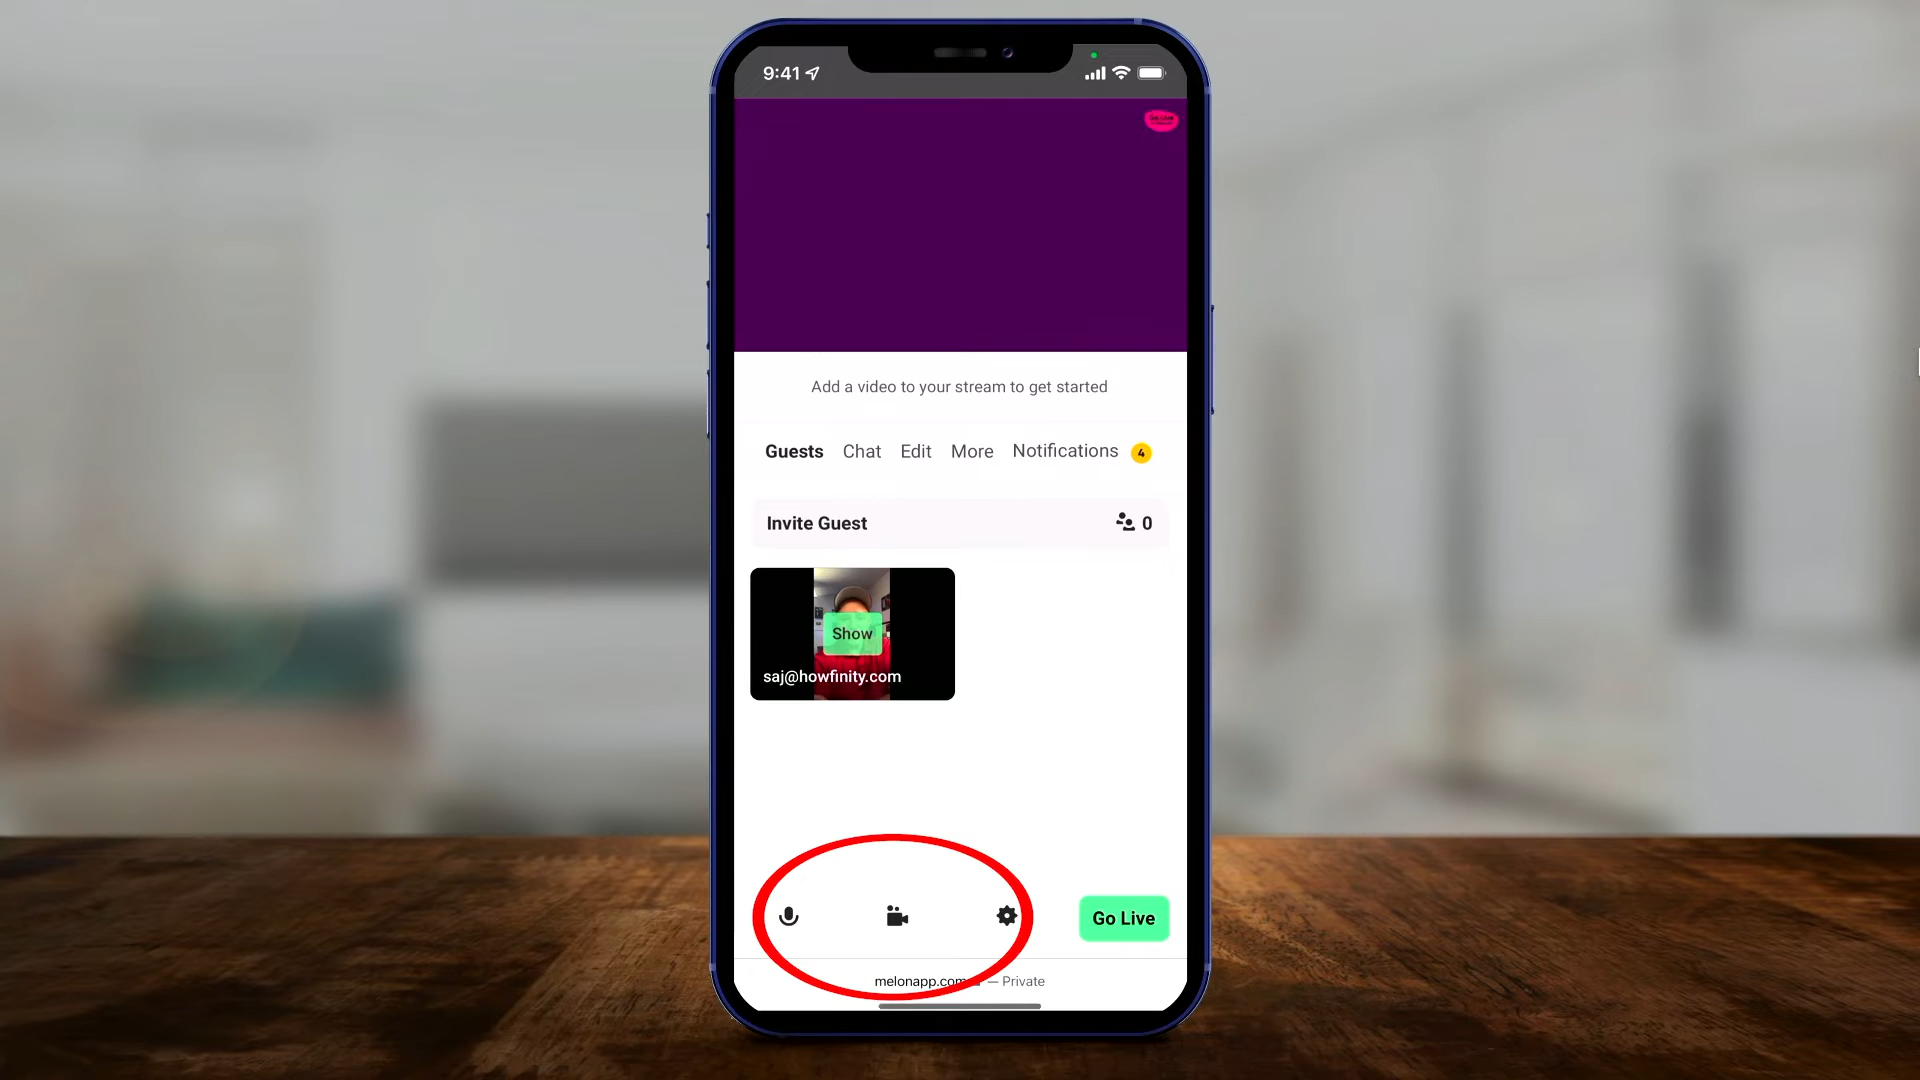 9:41
Add a video to your stream to get started
Guests Chat Edit More Notifications 4
Invite Guest 0
Show
saj@howfinity.com
Go Live
melonapp.com — Private